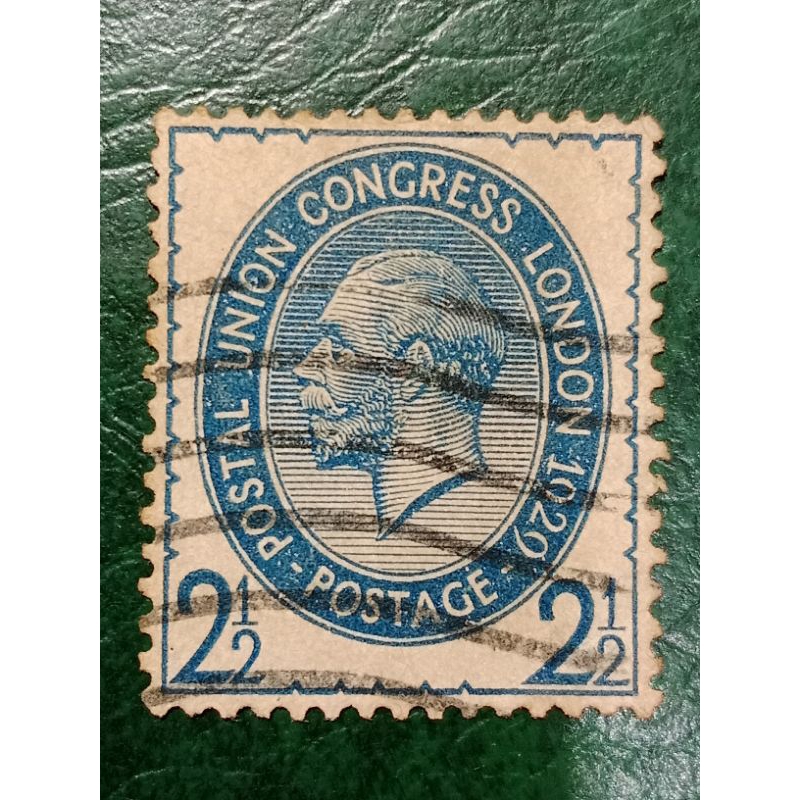 POSTAL UNION CONGRESS LONDON 1929
- POSTAGE -
2½
2½